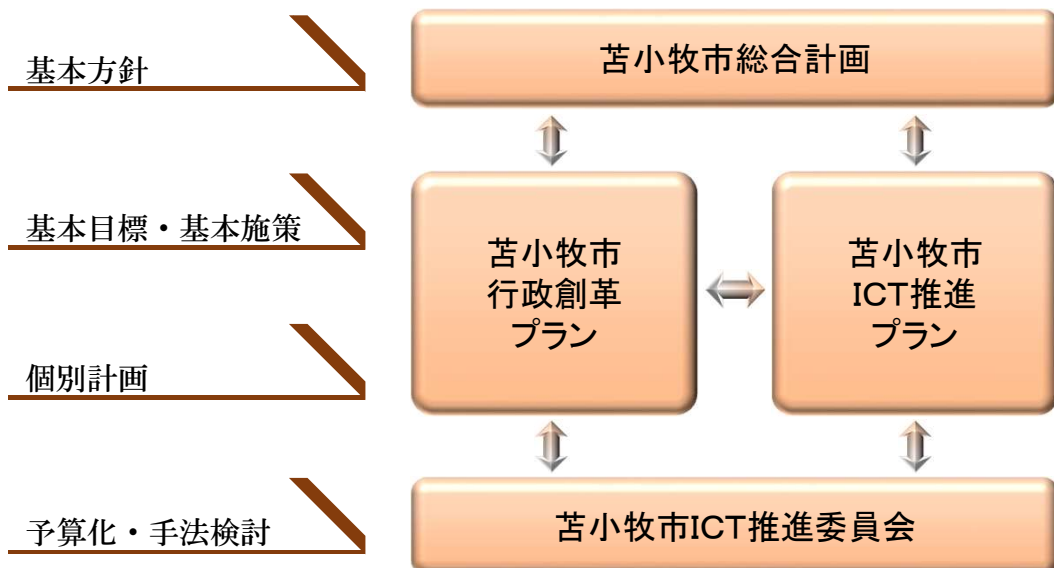 基本方針
苫小牧市総合計画
基本目標・基本施策
苫小牧市
行政創革
プラン
苫小牧市
ICT推進
プラン
個別計画
予算化・手法検討
苫小牧市ICT推進委員会